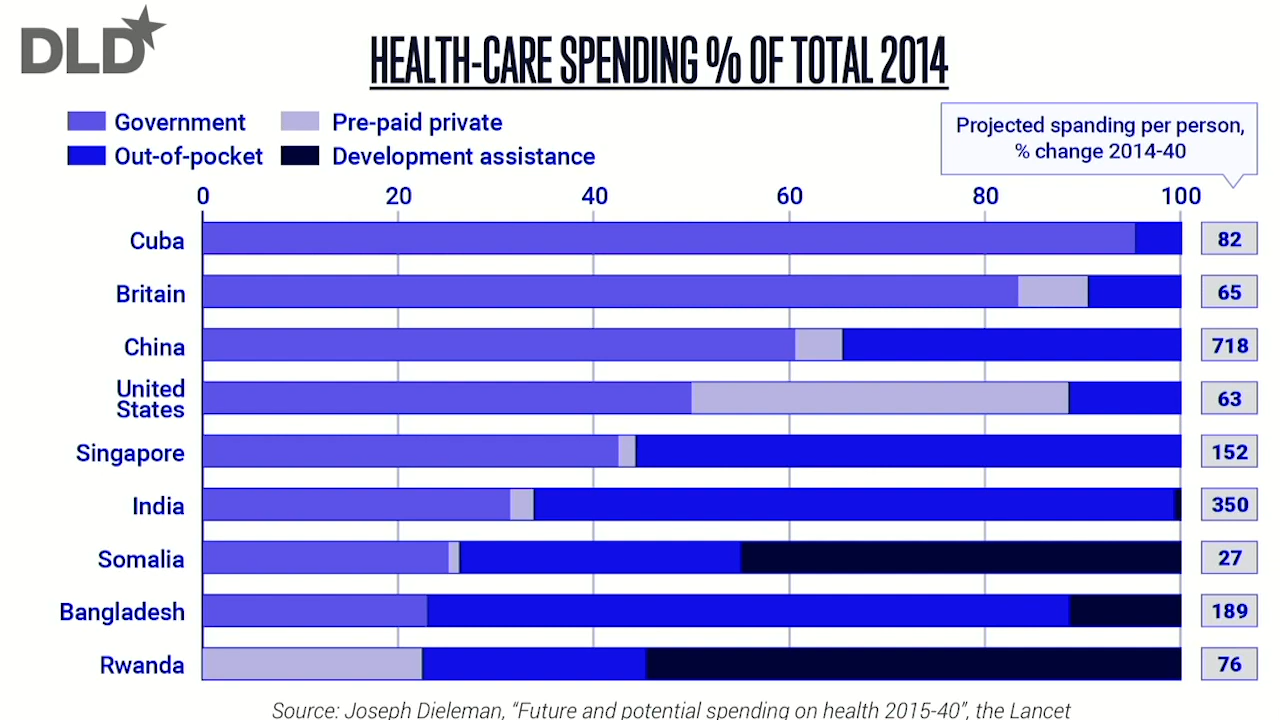 DLD
HEALTH-CARE SPENDING % OF TOTAL 2014
Government
Pre-paid private
Out-of-pocket
Development assistance
Projected spanding per person,
% change 2014-40
0 20 40 60 80 100
Cuba 82
Britain 65
China 718
United
States 63
Singapore 152
India 350
Somalia 27
Bangladesh 189
Rwanda 76
Source: Joseph Dieleman, “Future and potential spending on health 2015-40”, the Lancet